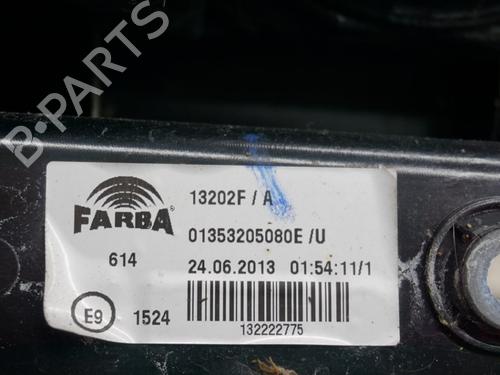 B-PARTS
FARBA
13202F / A
01353205080E /U
614
24.06.2013 01:54:11/1
E9
1524
132222775